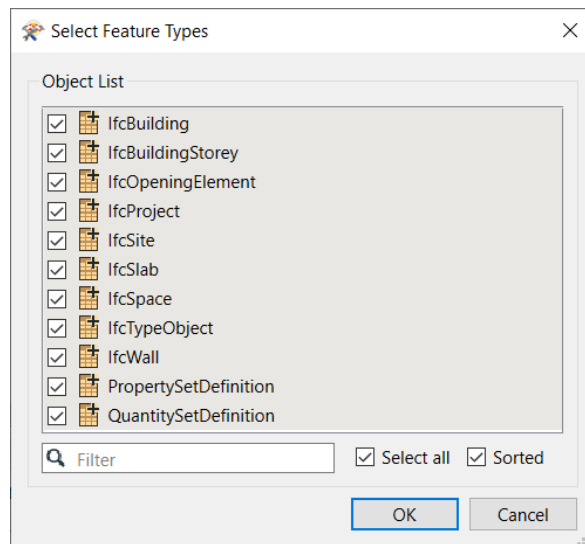 Select Feature Types
Object List
IfcBuilding
IfcBuildingStorey
IfcOpeningElement
IfcProject
IfcSite
IfcSlab
IfcSpace
IfcTypeObject
IfcWall
PropertySetDefinition
QuantitySetDefinition
Filter Select all Sorted
OK Cancel